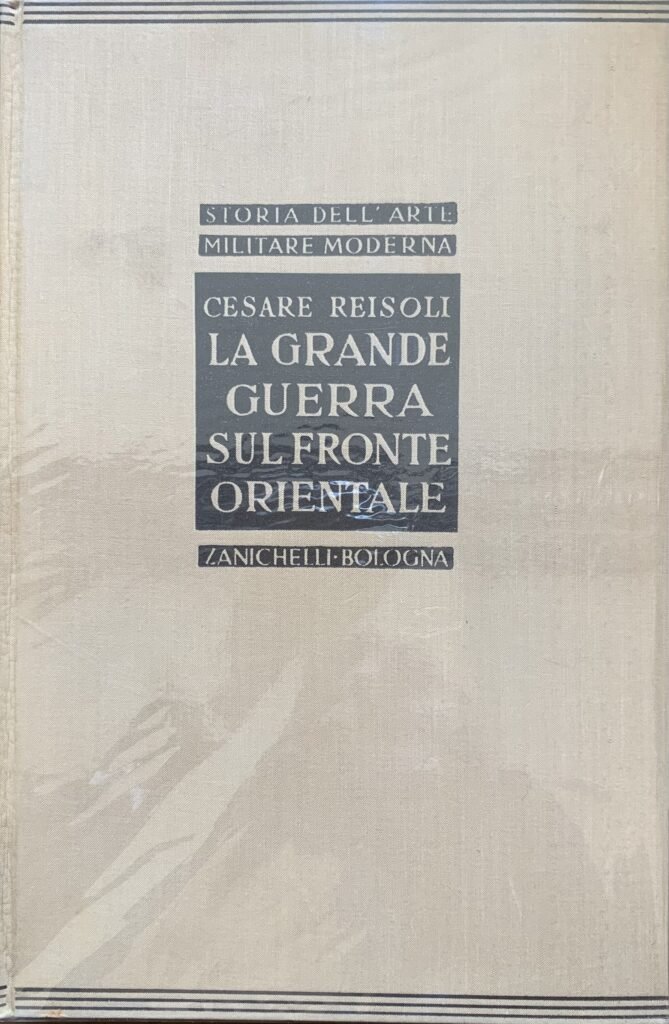 STORIA DELL'ARTE
MILITARE MODERNA
CESARE REISOLI
LA GRANDE
GUERRA
SUL FRONTE
ORIENTALE
ZANICHELLI·BOLOGNA